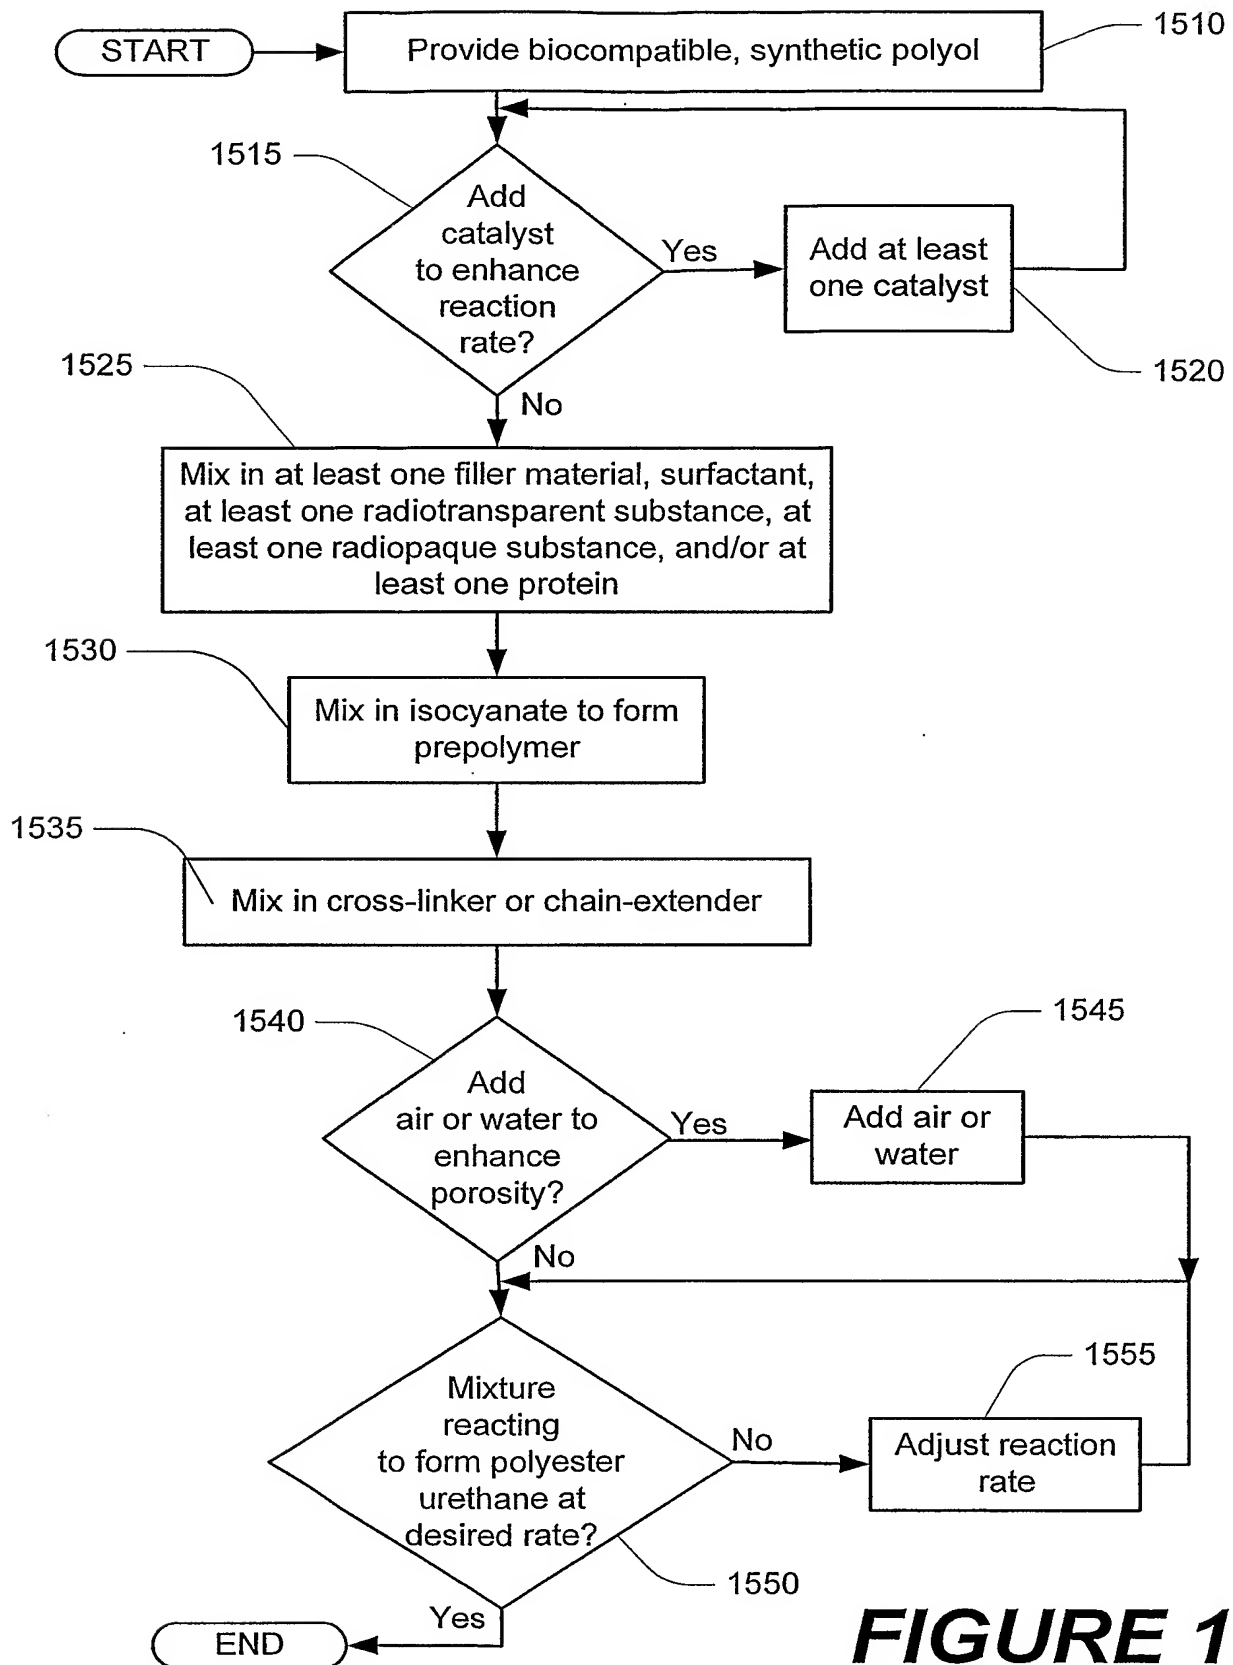 START
Provide biocompatible, synthetic polyol
1510
1515
Add
catalyst
to enhance
reaction
rate?
Yes
Add at least
one catalyst
1520
No
1525
Mix in at least one filler material, surfactant,
at least one radiotransparent substance, at
least one radiopaque substance, and/or at
least one protein
1530
Mix in isocyanate to form
prepolymer
1535
Mix in cross-linker or chain-extender
1540
Add
air or water to
enhance
porosity?
Yes
1545
Add air or
water
No
Mixture
reacting
to form polyester
urethane at
desired rate?
No
1555
Adjust reaction
rate
1550
Yes
END
FIGURE 1